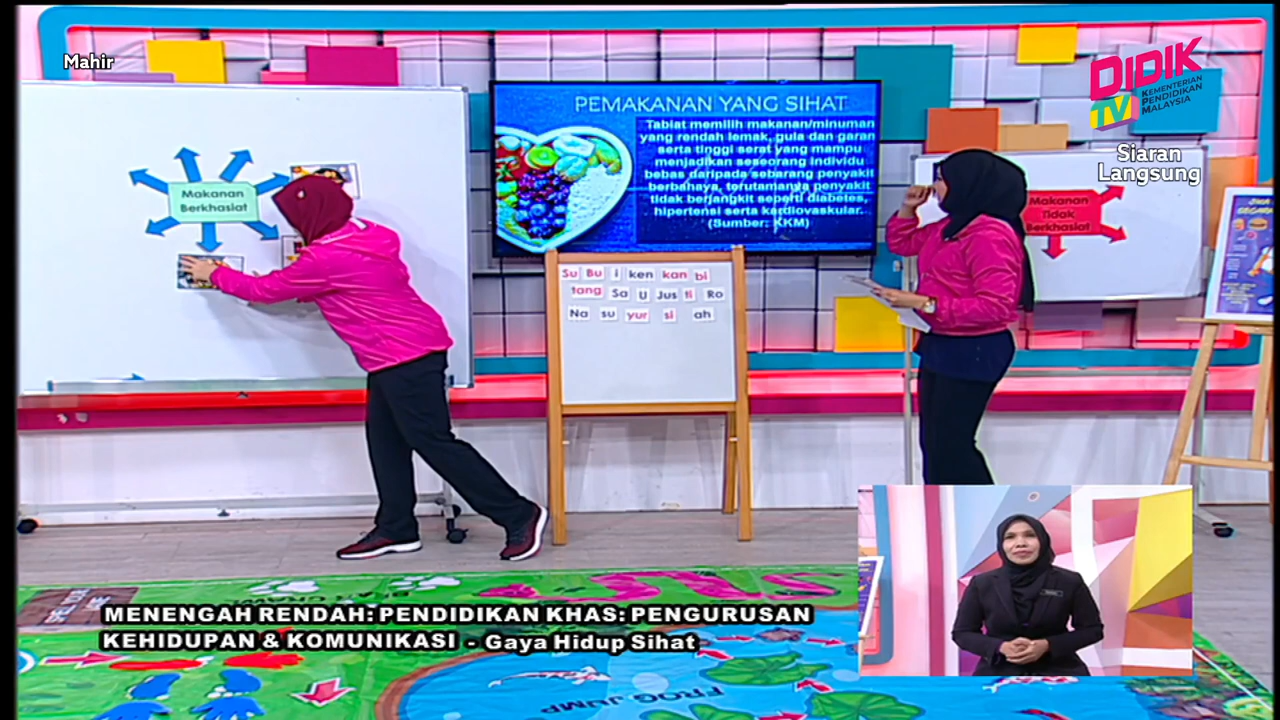 Mahir
DIDIK
TV
KEMENTERIAN
PENDIDIKAN
MALAYSIA
Siaran
Langsung
Makanan
Berkhasiat
PEMAKANAN YANG SIHAT
Tabiat memilih makanan/minuman
yang rendah lemak, gula dan garam
serta tinggi serat yang mampu
menjadikan seseorang individu
bebas daripada sebarang penyakit
berbahaya, terutamanya penyakit
tidak berjangkit seperti diabetes,
hipertensi serta kardiovaskular.
(Sumber: KKM)
Makanan
Tidak
Berkhasiat
Su Bu i ken kan bi
tang Sa U Jus ti Ro
Na su yur si ah
MENENGAH RENDAH: PENDIDIKAN KHAS: PENGURUSAN
KEHIDUPAN & KOMUNIKASI - Gaya Hidup Sihat
FROG JUMP